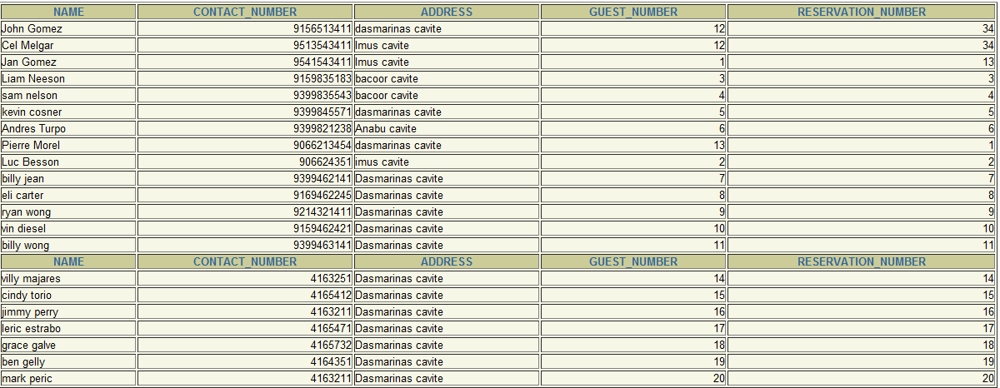 NAME CONTACT_NUMBER ADDRESS GUEST_NUMBER RESERVATION_NUMBER
John Gomez 9156513411 dasmarinas cavite 12 34
Cel Melgar 9513543411 Imus cavite 12 34
Jan Gomez 9541543411 Imus cavite 1 13
Liam Neeson 9159835183 bacoor cavite 3 3
sam nelson 9399835543 bacoor cavite 4 4
kevin cosner 9399845571 dasmarinas cavite 5 5
Andres Turpo 9399821238 Anabu cavite 6 6
Pierre Morel 9066213454 dasmarinas cavite 13 1
Luc Besson 906624351 imus cavite 2 2
billy jean 9399462141 Dasmarinas cavite 7 7
eli carter 9169462245 Dasmarinas cavite 8 8
ryan wong 9214321411 Dasmarinas cavite 9 9
vin diesel 9159462421 Dasmarinas cavite 10 10
billy wong 9399463141 Dasmarinas cavite 11 11
NAME CONTACT_NUMBER ADDRESS GUEST_NUMBER RESERVATION_NUMBER
villy majares 4163251 Dasmarinas cavite 14 14
cindy torio 4165412 Dasmarinas cavite 15 15
jimmy perry 4163211 Dasmarinas cavite 16 16
leric estrabo 4165471 Dasmarinas cavite 17 17
grace galve 4165732 Dasmarinas cavite 18 18
ben gelly 4164351 Dasmarinas cavite 19 19
mark peric 4163211 Dasmarinas cavite 20 20